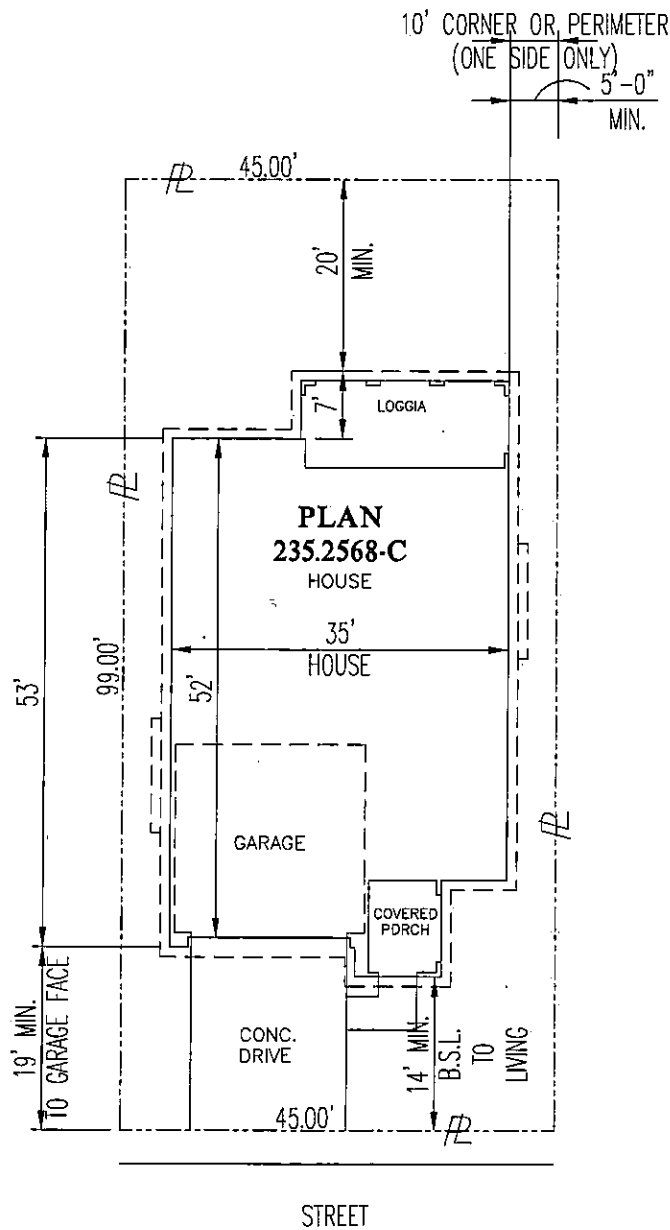 10' CORNER OR PERIMETER
(ONE SIDE ONLY)
5'-0"
MIN.
PL
45.00'
20'
MIN.
7'
LOGGIA
PL
PLAN
235.2568-C
HOUSE
35'
HOUSE
99.00'
53'
52'
GARAGE
PL
COVERED
PORCH
19' MIN.
TO GARAGE FACE
CONC.
DRIVE
14' MIN.
B.S.L.
TO
LIVING
45.00'
PL
STREET